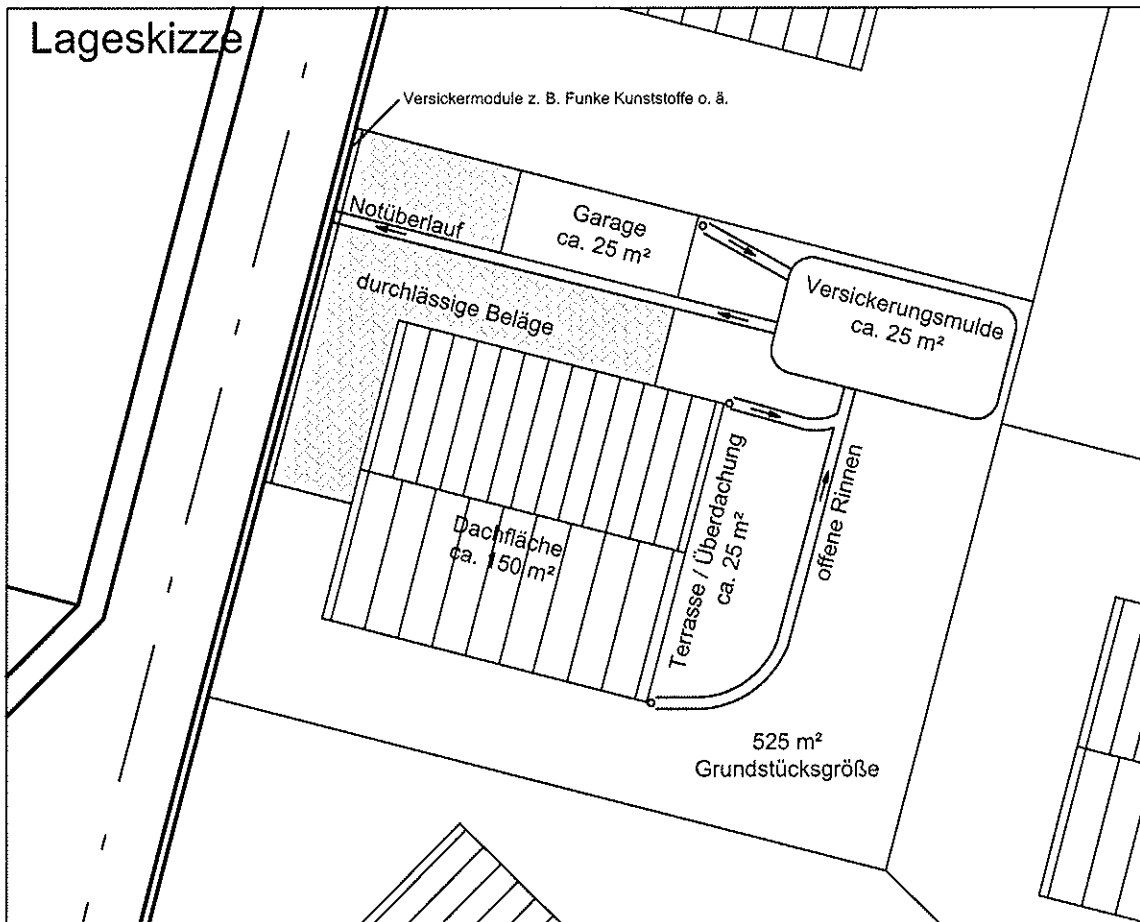 Lageskizze
Versickermodule z. B. Funke Kunststoffe o. ä.
Notüberlauf
Garage
ca. 25 m²
durchlässige Beläge
Versickerungsmulde
ca. 25 m²
Dachfläche
ca. 150 m²
Terrasse / Überdachung
ca. 25 m²
offene Rinnen
525 m²
Grundstücksgröße